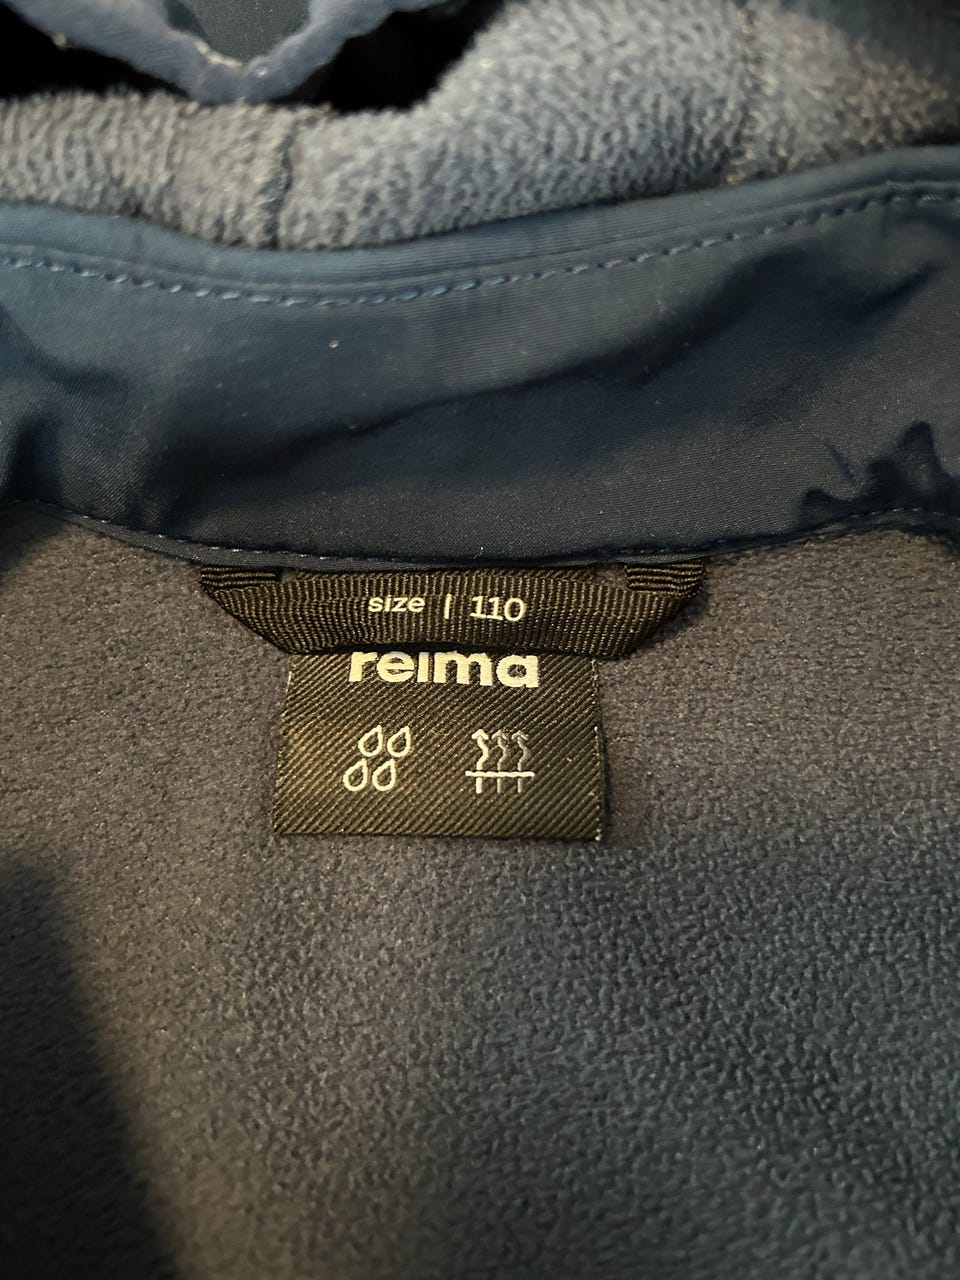 size | 110
reima